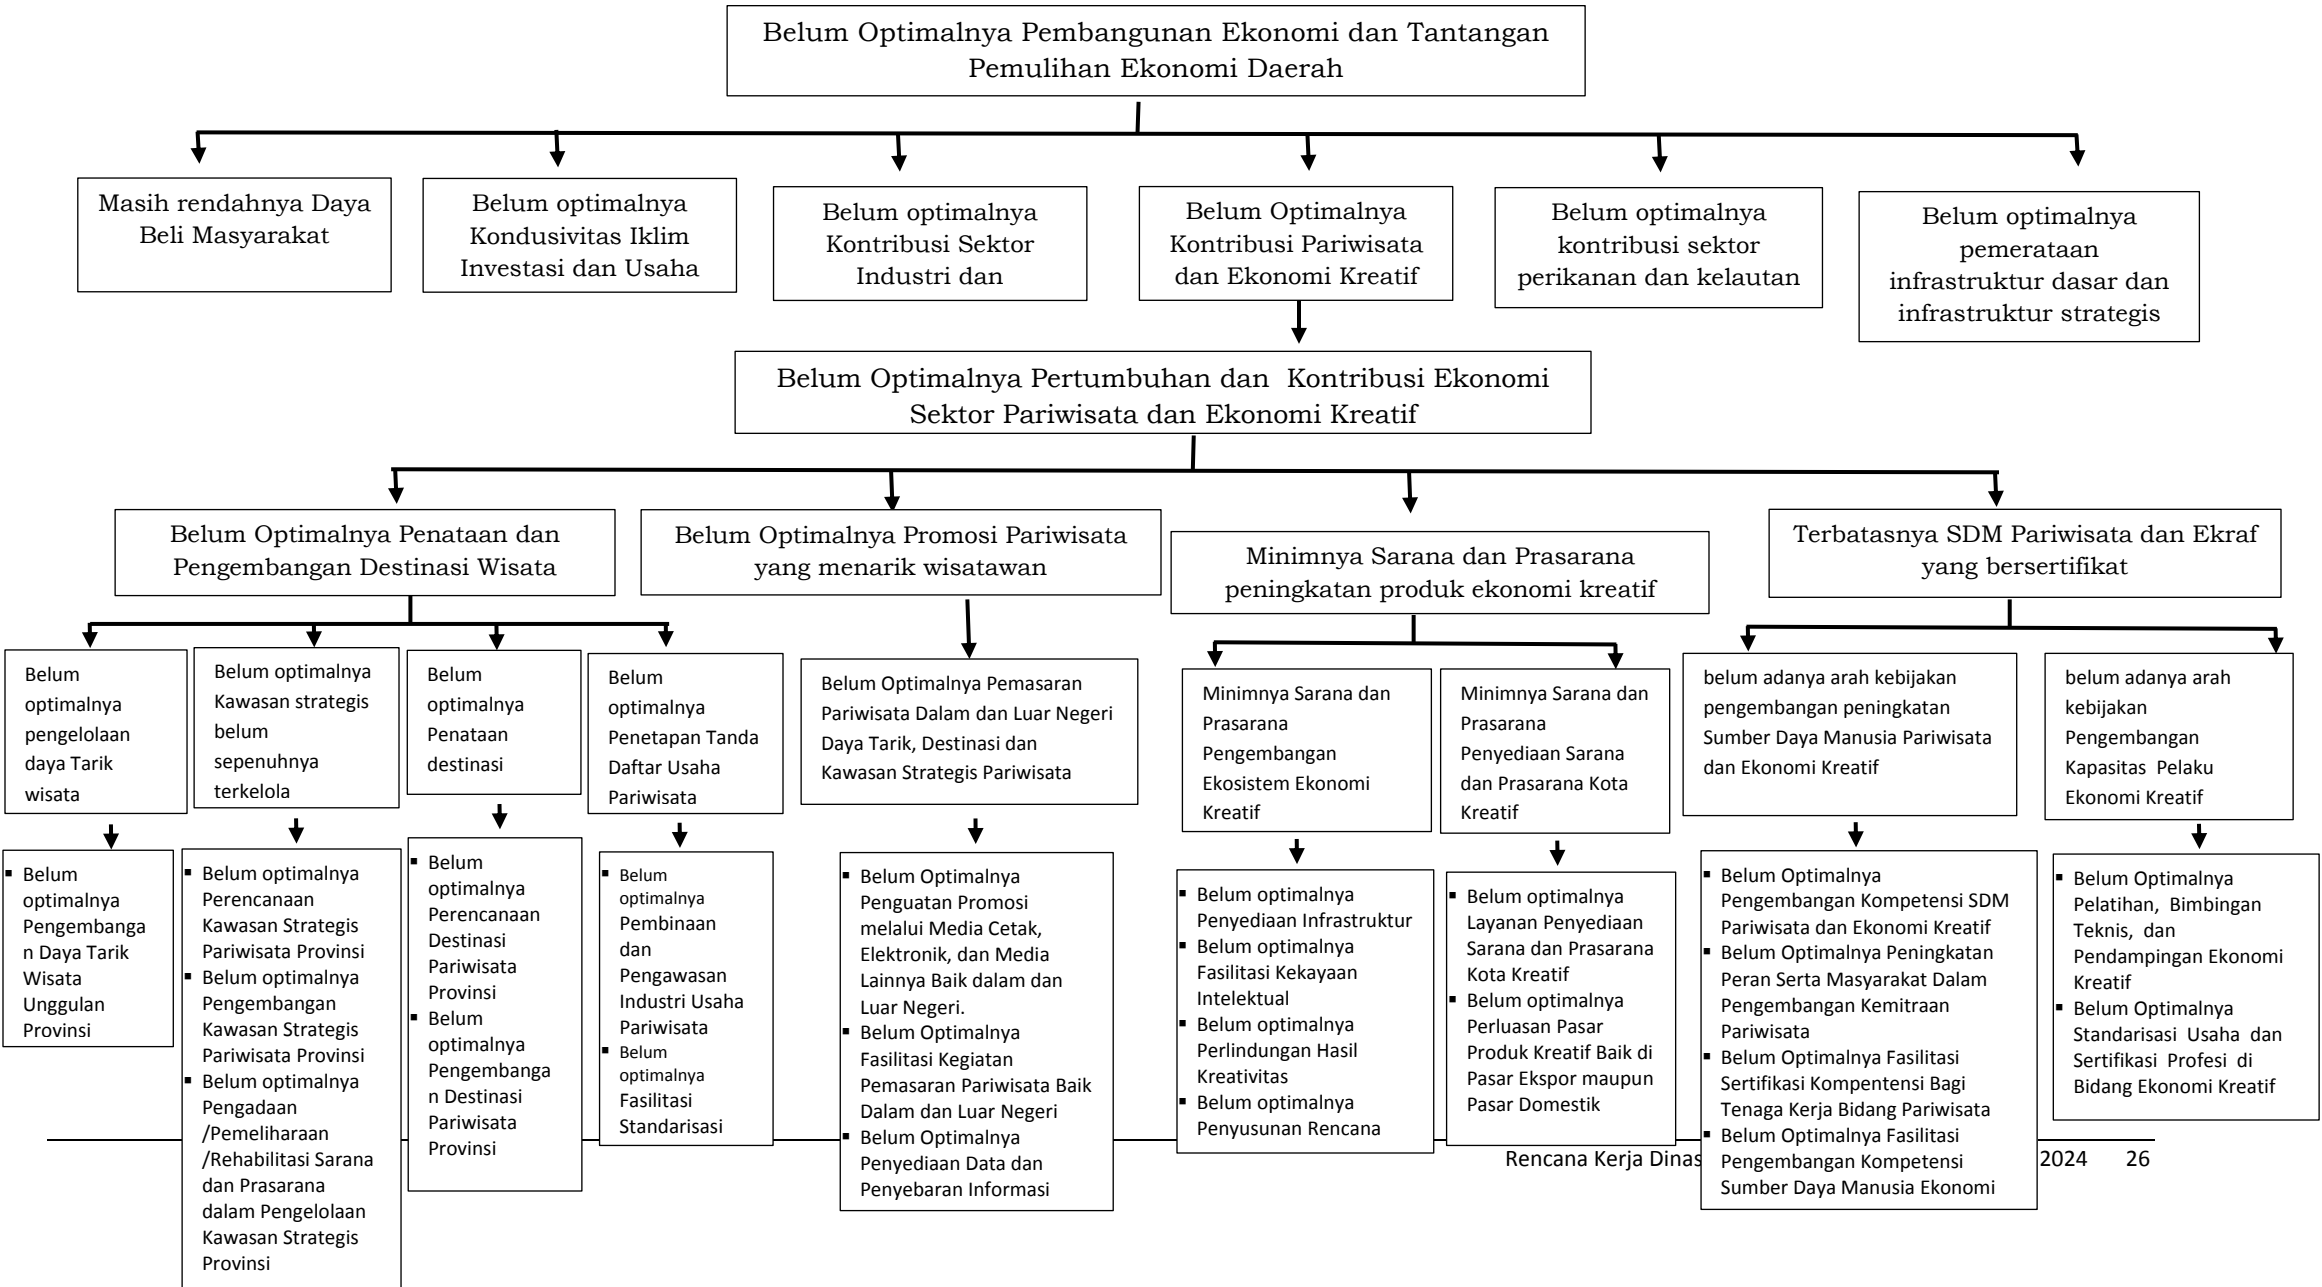 Belum Optimalnya Pembangunan Ekonomi dan Tantangan
Pemulihan Ekonomi Daerah
Masih rendahnya Daya
Beli Masyarakat
Belum optimalnya
Kondusivitas Iklim
Investasi dan Usaha
Belum optimalnya
Kontribusi Sektor
Industri dan
Belum Optimalnya
Kontribusi Pariwisata
dan Ekonomi Kreatif
Belum optimalnya
kontribusi sektor
perikanan dan kelautan
Belum optimalnya
pemerataan
infrastruktur dasar dan
infrastruktur strategis
Belum Optimalnya Pertumbuhan dan  Kontribusi Ekonomi
Sektor Pariwisata dan Ekonomi Kreatif
Belum Optimalnya Penataan dan
Pengembangan Destinasi Wisata
Belum Optimalnya Promosi Pariwisata
yang menarik wisatawan
Minimnya Sarana dan Prasarana
peningkatan produk ekonomi kreatif
Terbatasnya SDM Pariwisata dan Ekraf
yang bersertifikat
Belum
optimalnya
pengelolaan
daya Tarik
wisata
Belum optimalnya
Kawasan strategis
belum
sepenuhnya
terkelola
Belum
optimalnya
Penataan
destinasi
Belum
optimalnya
Penetapan Tanda
Daftar Usaha
Pariwisata
Belum Optimalnya Pemasaran
Pariwisata Dalam dan Luar Negeri
Daya Tarik, Destinasi dan
Kawasan Strategis Pariwisata
Minimnya Sarana dan
Prasarana
Pengembangan
Ekosistem Ekonomi
Kreatif
Minimnya Sarana dan
Prasarana
Penyediaan Sarana
dan Prasarana Kota
Kreatif
belum adanya arah kebijakan
pengembangan peningkatan
Sumber Daya Manusia Pariwisata
dan Ekonomi Kreatif
belum adanya arah
kebijakan
Pengembangan
Kapasitas  Pelaku
Ekonomi Kreatif
▪ Belum
optimalnya
Pengembanga
n Daya Tarik
Wisata
Unggulan
Provinsi
▪ Belum optimalnya
Perencanaan
Kawasan Strategis
Pariwisata Provinsi
▪ Belum optimalnya
Pengembangan
Kawasan Strategis
Pariwisata Provinsi
▪ Belum optimalnya
Pengadaan
/Pemeliharaan
/Rehabilitasi Sarana
dan Prasarana
dalam Pengelolaan
Kawasan Strategis
Provinsi
▪ Belum
optimalnya
Perencanaan
Destinasi
Pariwisata
Provinsi
▪ Belum
optimalnya
Pengembanga
n Destinasi
Pariwisata
Provinsi
▪ Belum
optimalnya
Pembinaan
dan
Pengawasan
Industri Usaha
Pariwisata
▪ Belum
optimalnya
Fasilitasi
Standarisasi
▪ Belum Optimalnya
Penguatan Promosi
melalui Media Cetak,
Elektronik, dan Media
Lainnya Baik dalam dan
Luar Negeri.
▪ Belum Optimalnya
Fasilitasi Kegiatan
Pemasaran Pariwisata Baik
Dalam dan Luar Negeri
▪ Belum Optimalnya
Penyediaan Data dan
Penyebaran Informasi
▪ Belum optimalnya
Penyediaan Infrastruktur
▪ Belum optimalnya
Fasilitasi Kekayaan
Intelektual
▪ Belum optimalnya
Perlindungan Hasil
Kreativitas
▪ Belum optimalnya
Penyusunan Rencana
▪ Belum optimalnya
Layanan Penyediaan
Sarana dan Prasarana
Kota Kreatif
▪ Belum optimalnya
Perluasan Pasar
Produk Kreatif Baik di
Pasar Ekspor maupun
Pasar Domestik
▪ Belum Optimalnya
Pengembangan Kompetensi SDM
Pariwisata dan Ekonomi Kreatif
▪ Belum Optimalnya Peningkatan
Peran Serta Masyarakat Dalam
Pengembangan Kemitraan
Pariwisata
▪ Belum Optimalnya Fasilitasi
Sertifikasi Kompentensi Bagi
Tenaga Kerja Bidang Pariwisata
▪ Belum Optimalnya Fasilitasi
Pengembangan Kompetensi
Sumber Daya Manusia Ekonomi
▪ Belum Optimalnya
Pelatihan,  Bimbingan
Teknis,  dan
Pendampingan Ekonomi
Kreatif
▪ Belum Optimalnya
Standarisasi  Usaha  dan
Sertifikasi  Profesi  di
Bidang Ekonomi Kreatif
Rencana Kerja Dinas 2024 26